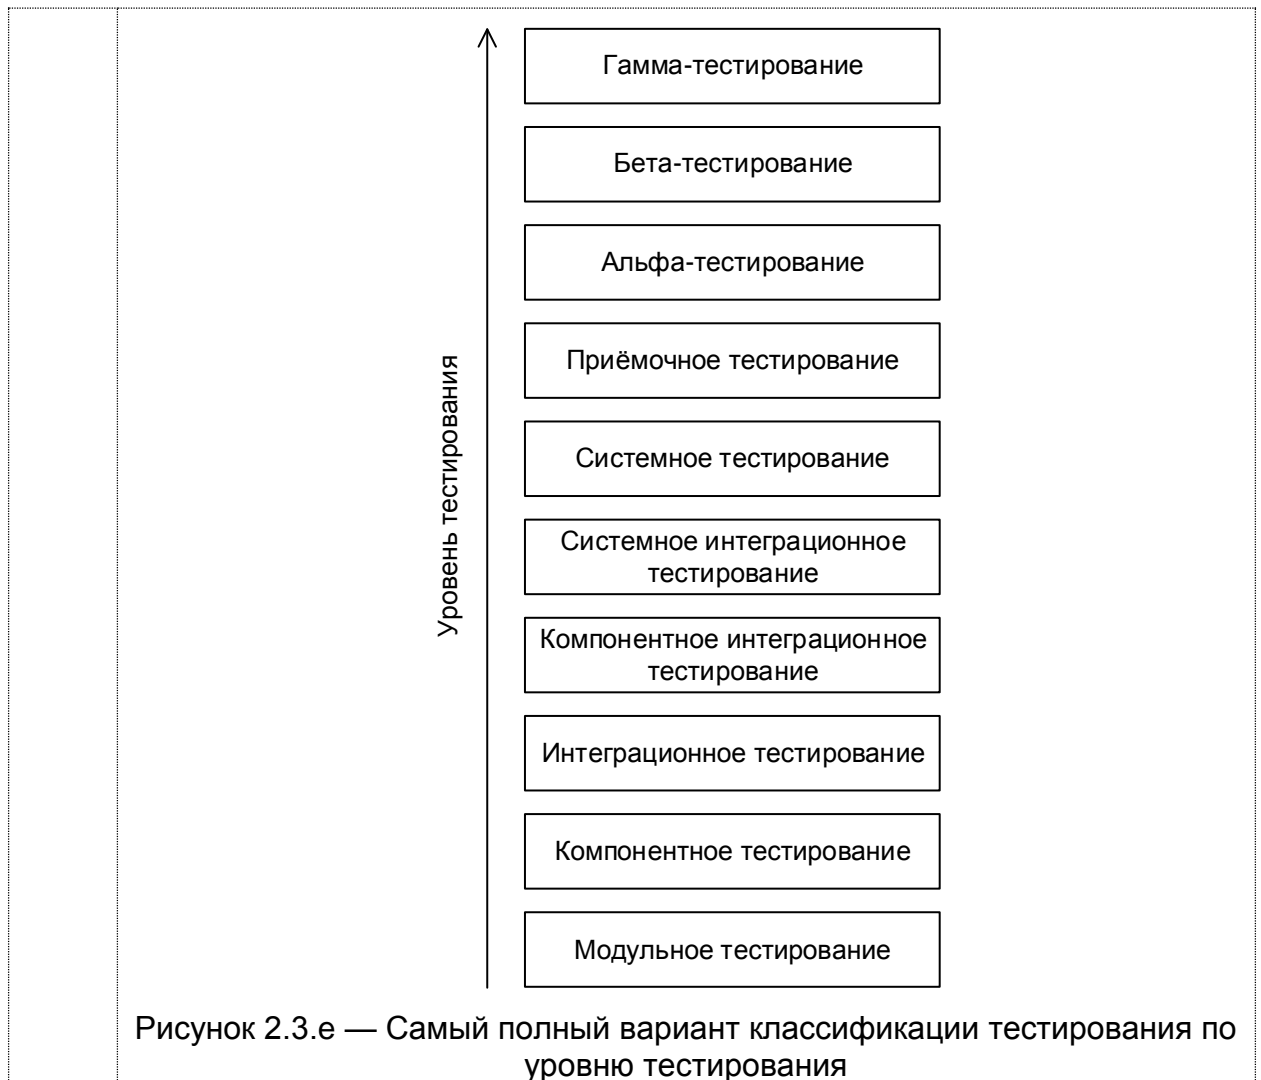 Гамма-тестирование
Бета-тестирование
Альфа-тестирование
Приёмочное тестирование
Системное тестирование
Системное интеграционное
тестирование
Компонентное интеграционное
тестирование
Интеграционное тестирование
Компонентное тестирование
Модульное тестирование
Уровень тестирования
Рисунок 2.3.e — Самый полный вариант классификации тестирования по
уровню тестирования